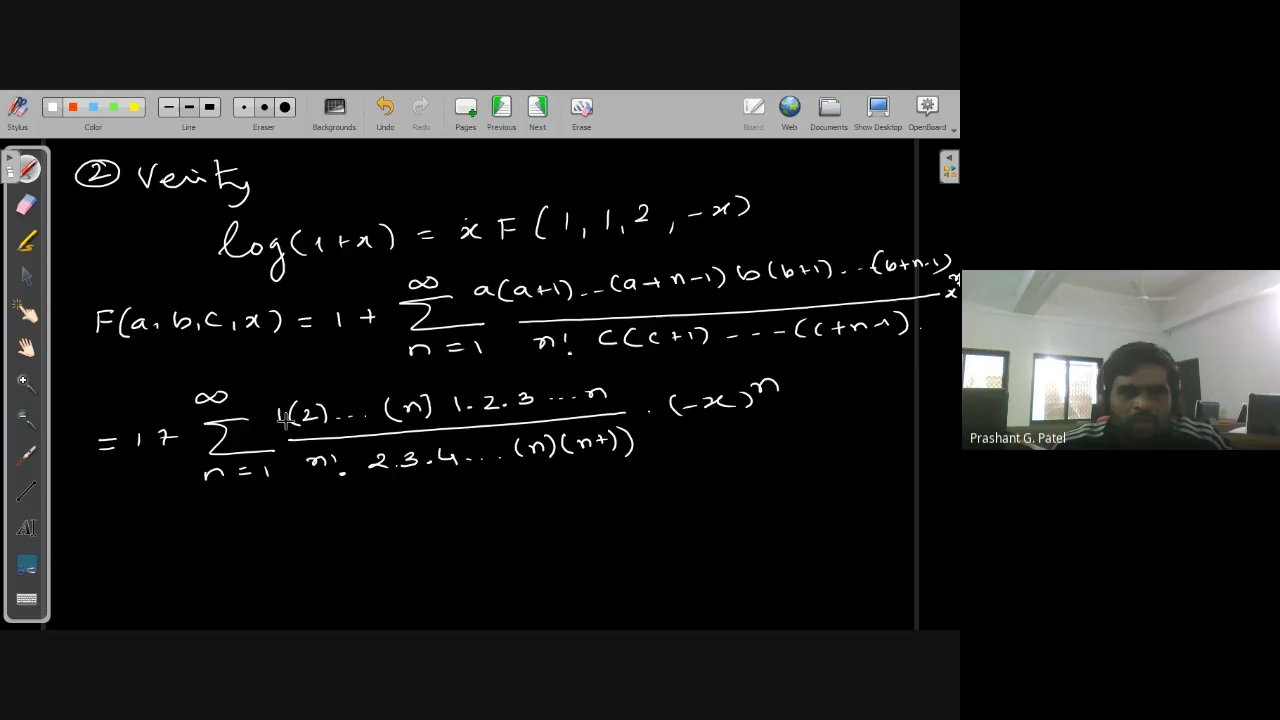 Stylus Color Line Eraser Backgrounds Undo Redo Pages Previous Next Erase Board Web Documents Show Desktop OpenBoard
② Verify
log(1+x) = x F(1, 1, 2, -x)
F(a, b, c, x) = 1 + ∑_{n=1}^{∞} \frac{a(a+1)...(a+n-1) b(b+1)...(b+n-1)}{n! c(c+1)----(c+n-1)} x^n
= 1 + ∑_{n=1}^{∞} \frac{1(2)...(n) 1.2.3...n}{n! 2.3.4...(n)(n+1)} . (-x)^n
Prashant G. Patel